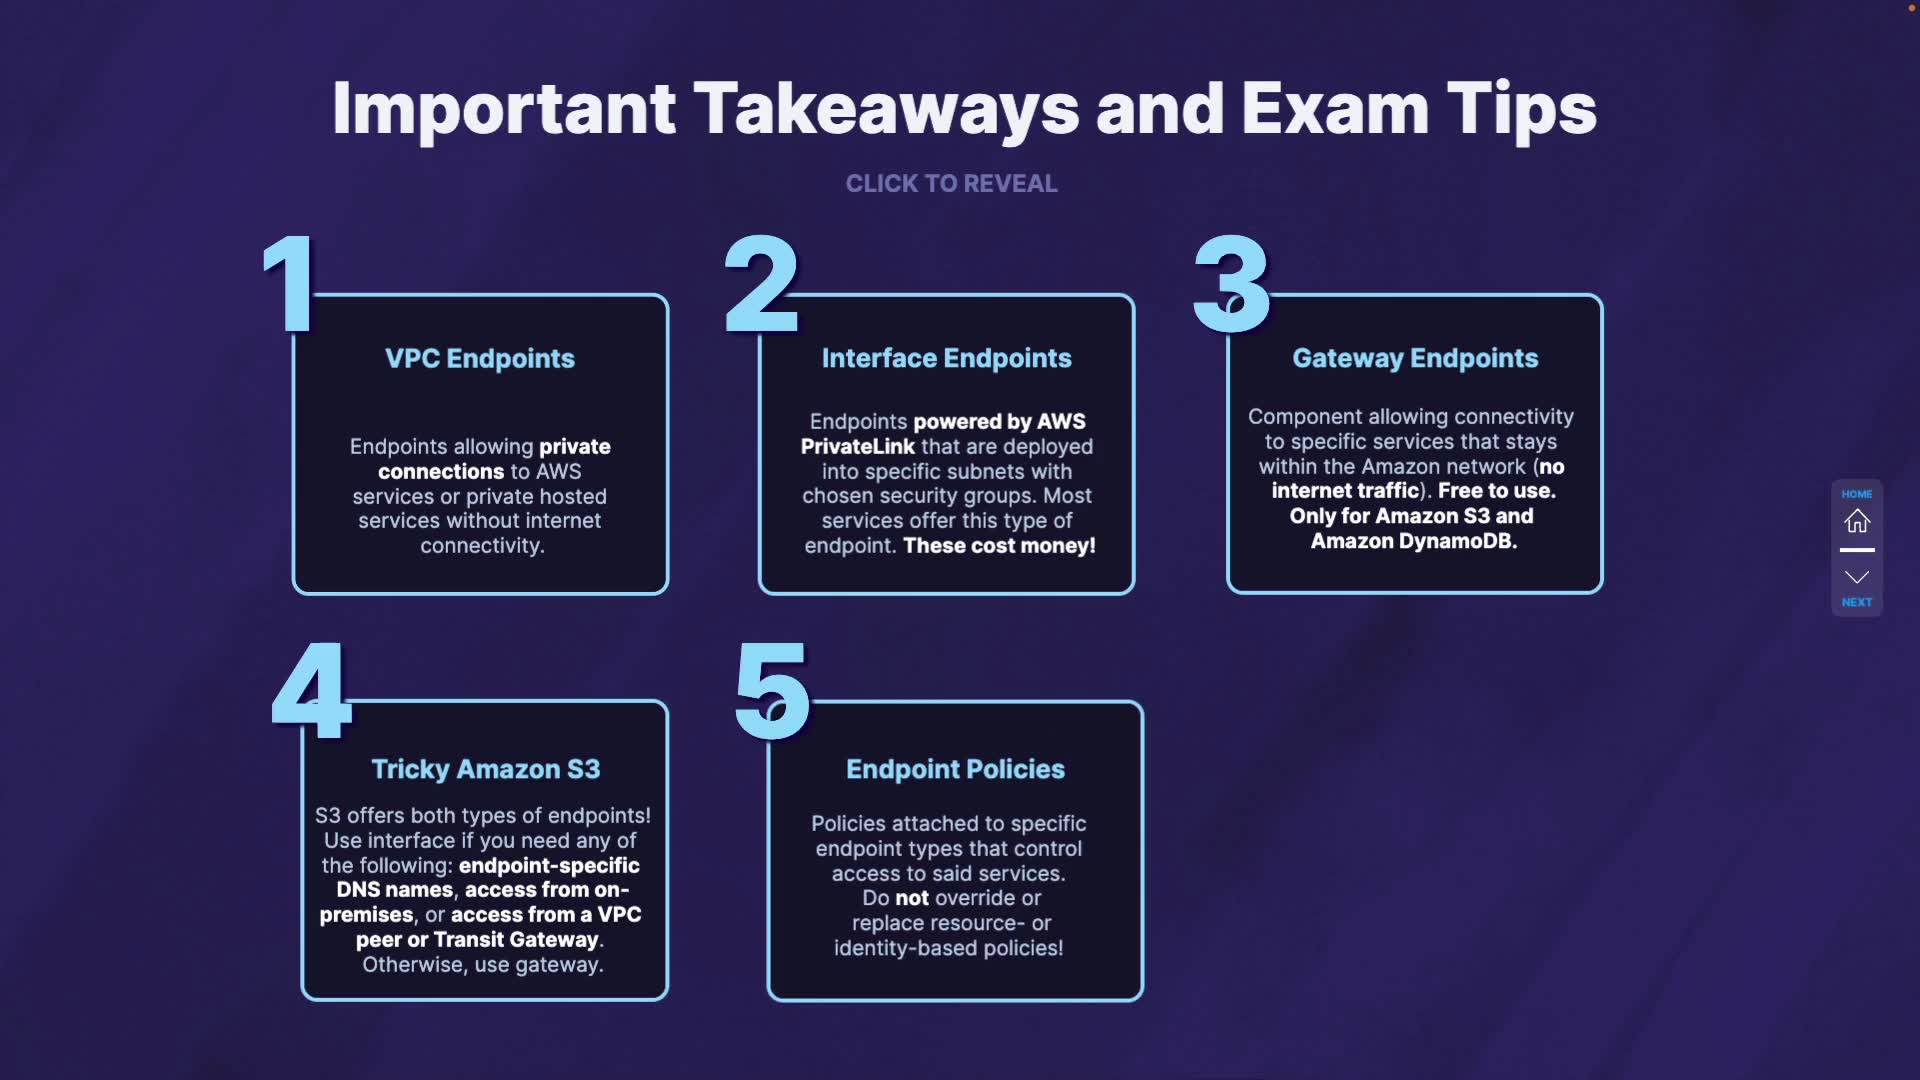 Important Takeaways and Exam Tips
CLICK TO REVEAL
1
VPC Endpoints
Endpoints allowing private
connections to AWS
services or private hosted
services without internet
connectivity.
2
Interface Endpoints
Endpoints powered by AWS
PrivateLink that are deployed
into specific subnets with
chosen security groups. Most
services offer this type of
endpoint. These cost money!
3
Gateway Endpoints
Component allowing connectivity
to specific services that stays
within the Amazon network (no
internet traffic). Free to use.
Only for Amazon S3 and
Amazon DynamoDB.
4
Tricky Amazon S3
S3 offers both types of endpoints!
Use interface if you need any of
the following: endpoint-specific
DNS names, access from on-
premises, or access from a VPC
peer or Transit Gateway.
Otherwise, use gateway.
5
Endpoint Policies
Policies attached to specific
endpoint types that control
access to said services.
Do not override or
replace resource- or
identity-based policies!
HOME
NEXT